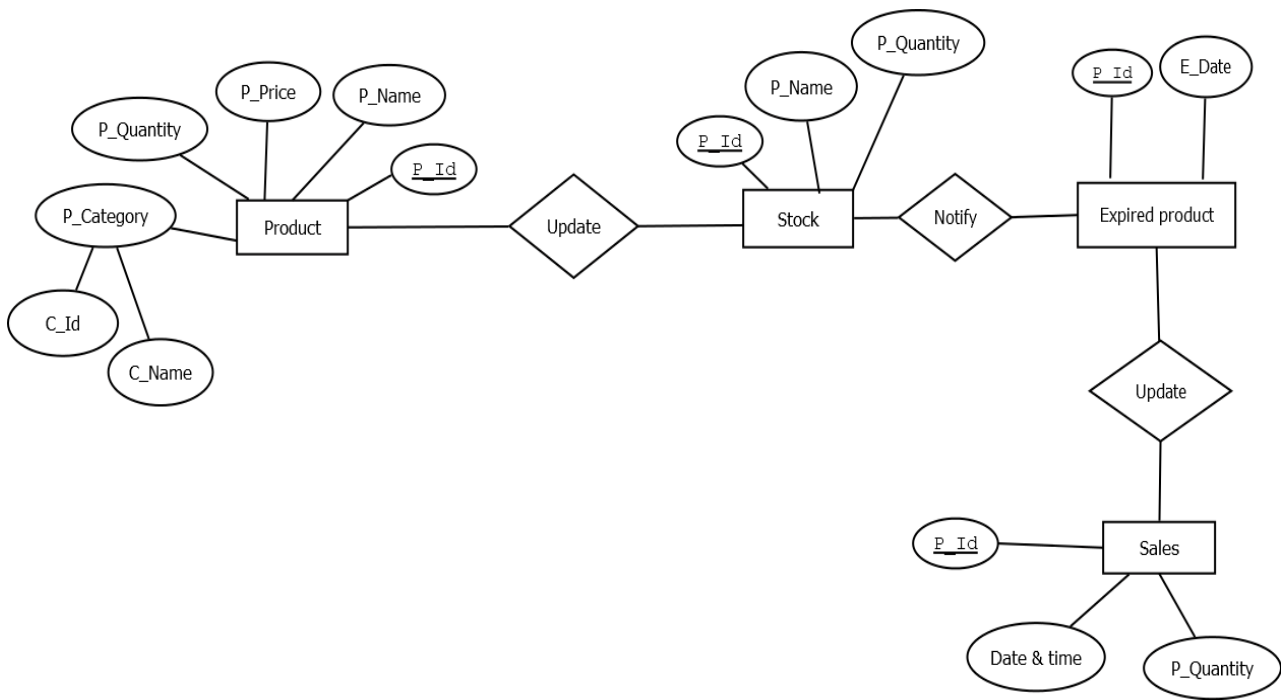 P_Quantity
P_Price
P_Name
P_Id
P_Category
Product
C_Id
C_Name
Update
P_Id
P_Name
P_Quantity
Stock
Notify
P_Id
E_Date
Expired product
Update
Sales
P_Id
Date & time
P_Quantity